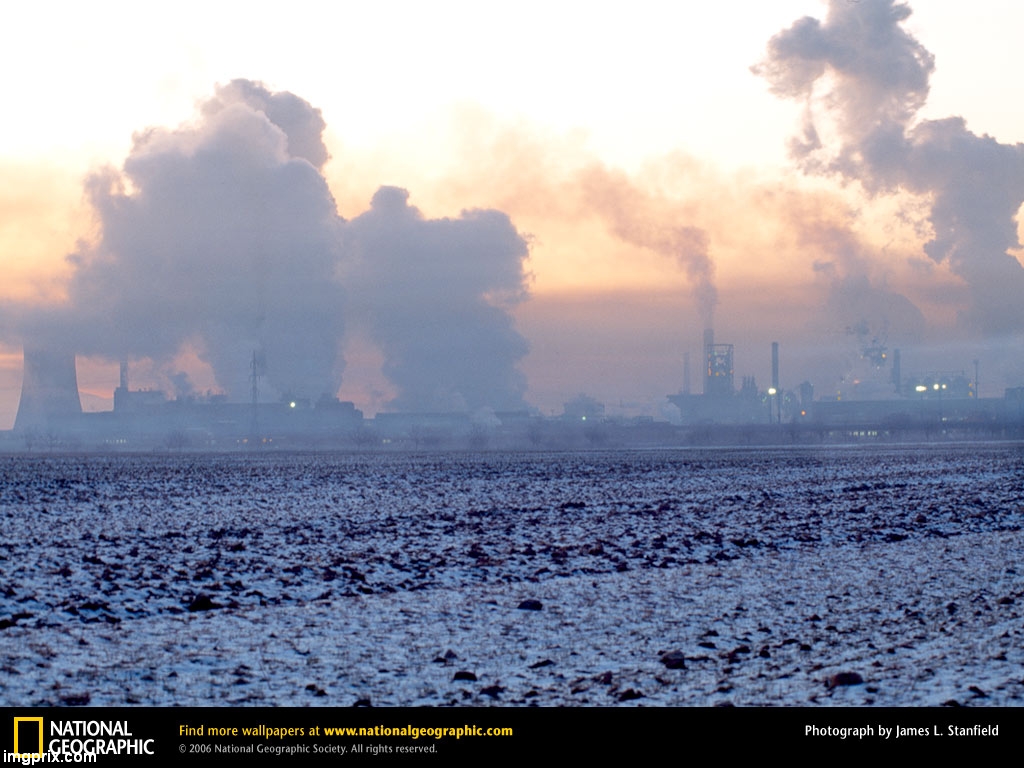 NATIONAL
GEOGRAPHIC
imgprix.com
Find more wallpapers at www.nationalgeographic.com
© 2006 National Geographic Society. All rights reserved.
Photograph by James L. Stanfield